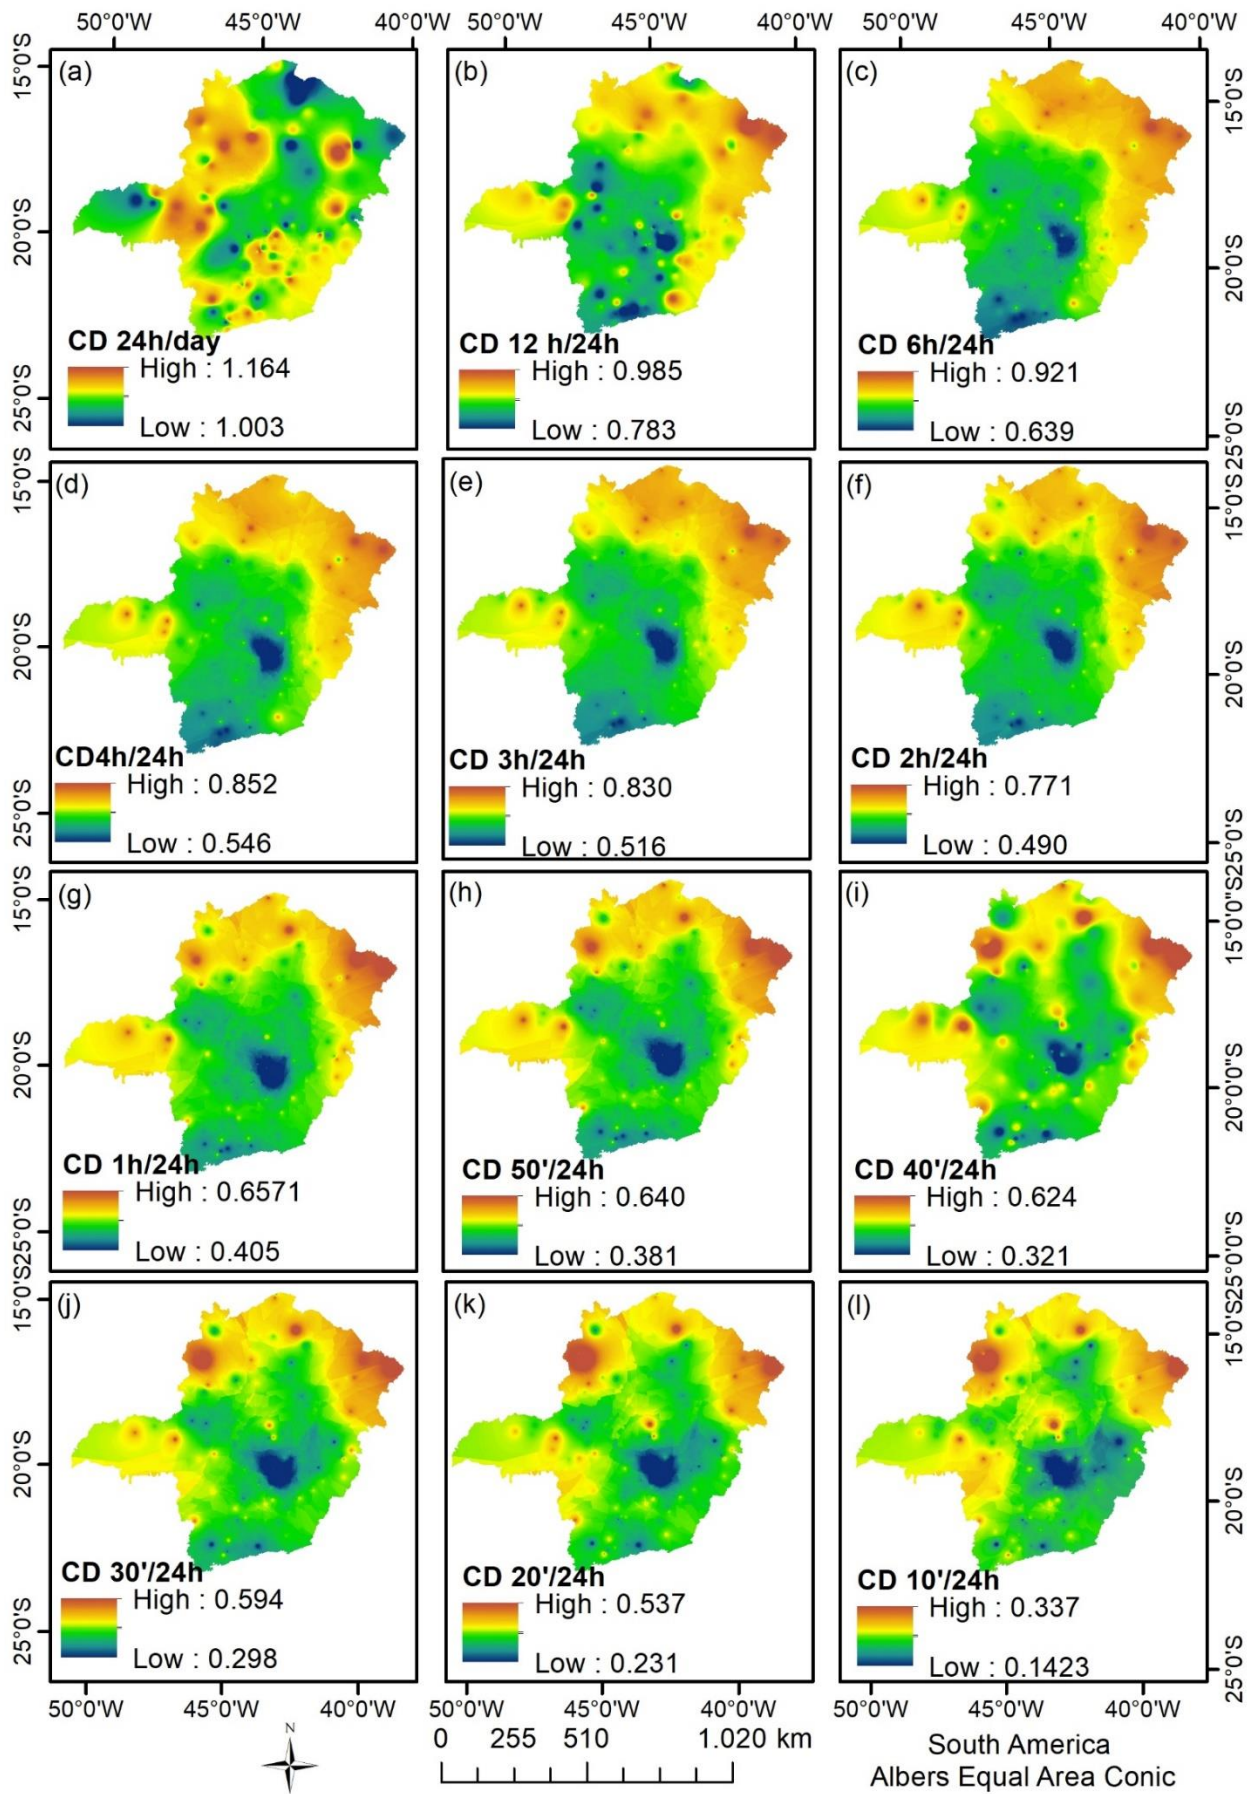 50°0'W 45°0'W 40°0'W 50°0'W 45°0'W 40°0'W 50°0'W 45°0'W 40°0'W
15°0'S
20°0'S
25°0'S
(a)
CD 24h/day
High : 1.164
Low : 1.003
(b)
CD 12 h/24h
High : 0.985
Low : 0.783
(c)
CD 6h/24h
High : 0.921
Low : 0.639
15°0'S
20°0'S
25°0'S
15°0'S
20°0'S
25°0'S
(d)
CD4h/24h
High : 0.852
Low : 0.546
(e)
CD 3h/24h
High : 0.830
Low : 0.516
(f)
CD 2h/24h
High : 0.771
Low : 0.490
15°0'S
20°0'S
25°0'S
15°0'S
20°0'S
25°0'S
(g)
CD 1h/24h
High : 0.6571
Low : 0.405
(h)
CD 50'/24h
High : 0.640
Low : 0.381
(i)
CD 40'/24h
High : 0.624
Low : 0.321
15°0'0"S
20°0'0"S
25°0'0"S
15°0'S
20°0'S
25°0'S
(j)
CD 30'/24h
High : 0.594
Low : 0.298
(k)
CD 20'/24h
High : 0.537
Low : 0.231
(l)
CD 10'/24h
High : 0.337
Low : 0.1423
15°0'S
20°0'S
25°0'S
50°0'W 45°0'W 40°0'W 50°0'W 45°0'W 40°0'W 50°0'W 45°0'W 40°0'W
N
0 255 510 1.020 km
South America
Albers Equal Area Conic